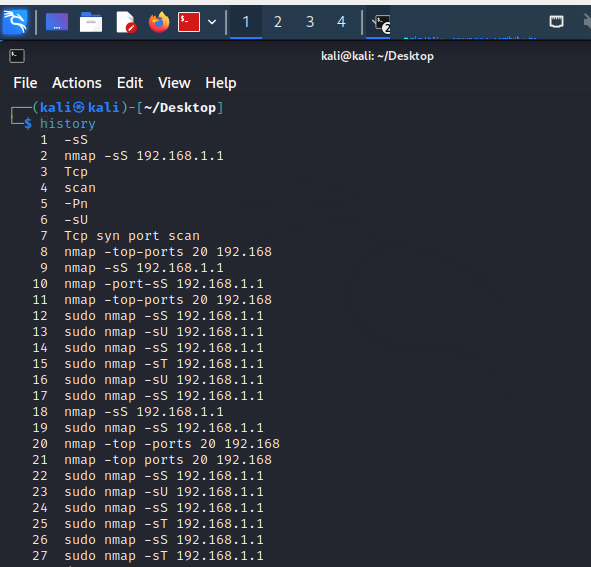 1 2 3 4 2
kali@kali: ~/Desktop
File Actions Edit View Help
(kali㉿kali)-[~/Desktop]
$ history
1 -sS
2 nmap -sS 192.168.1.1
3 Tcp
4 scan
5 -Pn
6 -sU
7 Tcp syn port scan
8 nmap -top-ports 20 192.168
9 nmap -sS 192.168.1.1
10 nmap -port-sS 192.168.1.1
11 nmap -top-ports 20 192.168
12 sudo nmap -sS 192.168.1.1
13 sudo nmap -sU 192.168.1.1
14 sudo nmap -sS 192.168.1.1
15 sudo nmap -sT 192.168.1.1
16 sudo nmap -sU 192.168.1.1
17 sudo nmap -sS 192.168.1.1
18 nmap -sS 192.168.1.1
19 sudo nmap -sS 192.168.1.1
20 nmap -top -ports 20 192.168
21 nmap -top ports 20 192.168
22 sudo nmap -sS 192.168.1.1
23 sudo nmap -sU 192.168.1.1
24 sudo nmap -sS 192.168.1.1
25 sudo nmap -sT 192.168.1.1
26 sudo nmap -sS 192.168.1.1
27 sudo nmap -sT 192.168.1.1